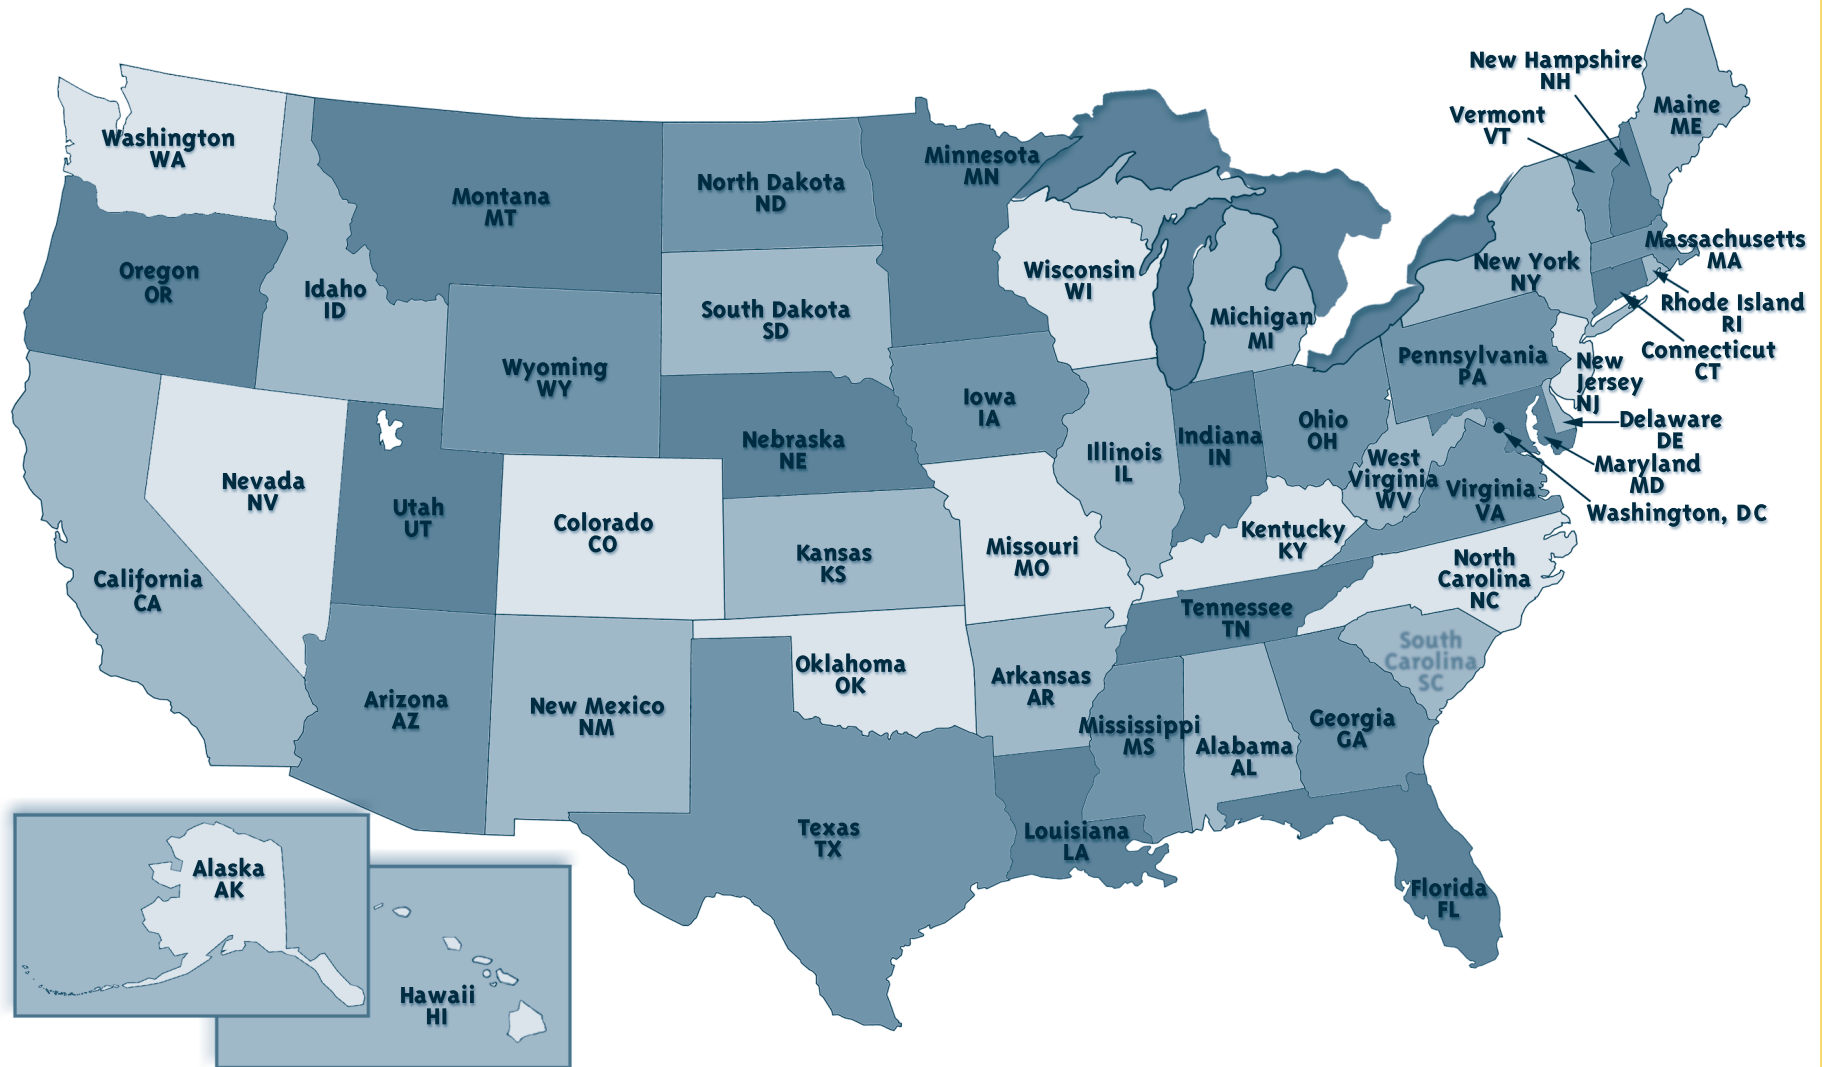 New Hampshire
NH
Vermont
VT
Maine
ME
Washington
WA
Montana
MT
North Dakota
ND
Minnesota
MN
Oregon
OR
Idaho
ID
South Dakota
SD
Wisconsin
WI
Michigan
MI
New York
NY
Massachusetts
MA
Rhode Island
RI
Connecticut
CT
Wyoming
WY
Nebraska
NE
Iowa
IA
Illinois
IL
Indiana
IN
Ohio
OH
Pennsylvania
PA
New
Jersey
NJ
Delaware
DE
Maryland
MD
Washington, DC
West
Virginia
WV
Virginia
VA
Nevada
NV
Utah
UT
Colorado
CO
Kansas
KS
Missouri
MO
Kentucky
KY
California
CA
North
Carolina
NC
Tennessee
TN
South
Carolina
SC
Arizona
AZ
New Mexico
NM
Oklahoma
OK
Arkansas
AR
Mississippi
MS
Alabama
AL
Georgia
GA
Texas
TX
Louisiana
LA
Florida
FL
Alaska
AK
Hawaii
HI